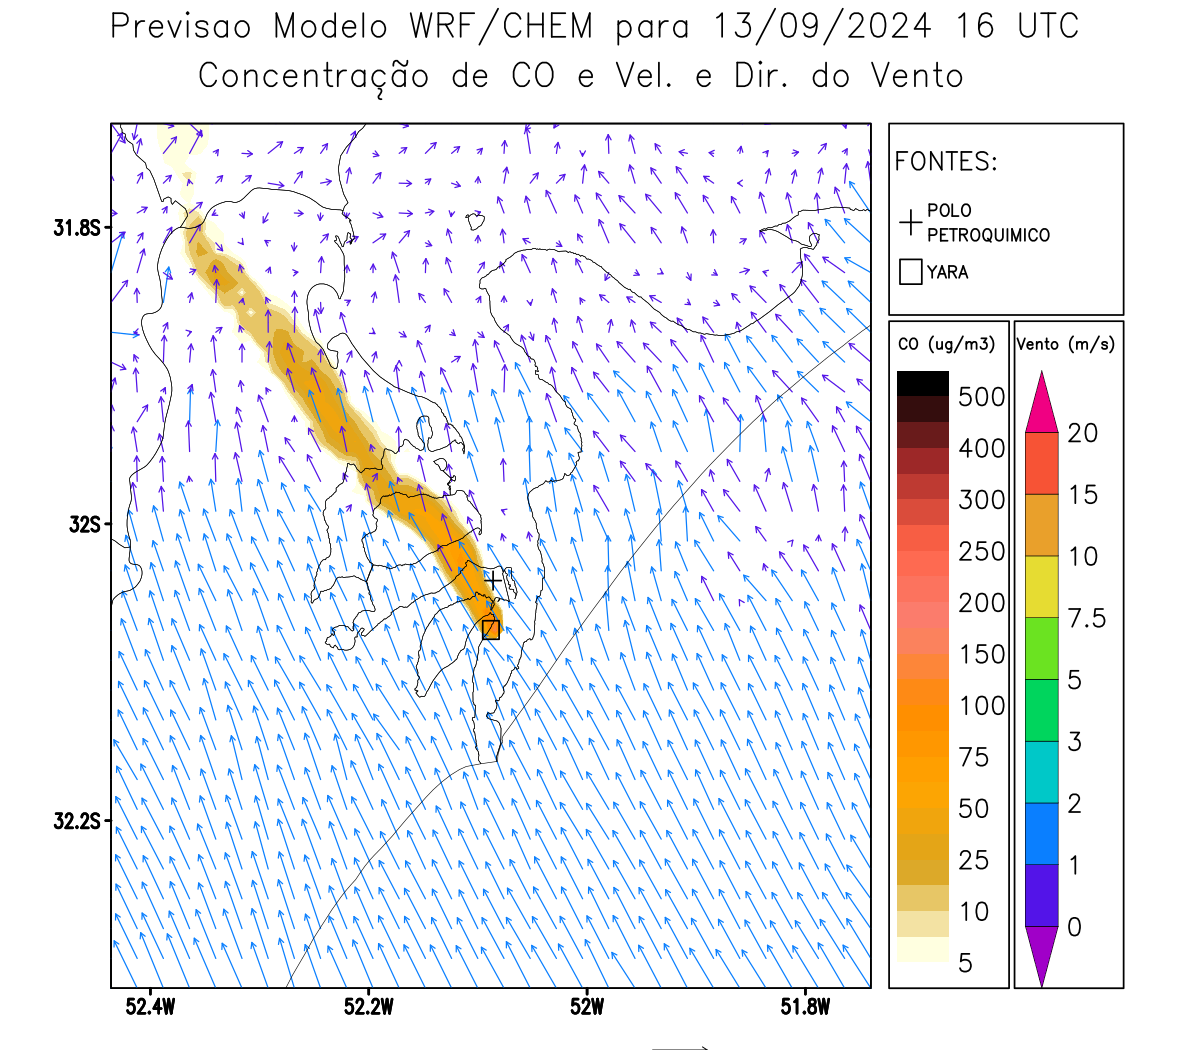 Previsao Modelo WRF/CHEM para 13/09/2024 16 UTC
Concentração de CO e Vel. e Dir. do Vento
FONTES:
POLO
PETROQUIMICO
YARA
CO (ug/m3)
500
400
300
250
200
150
100
75
50
25
10
5
Vento (m/s)
20
15
10
7.5
5
3
2
1
0
31.8S
32S
32.2S
52.4W
52.2W
52W
51.8W